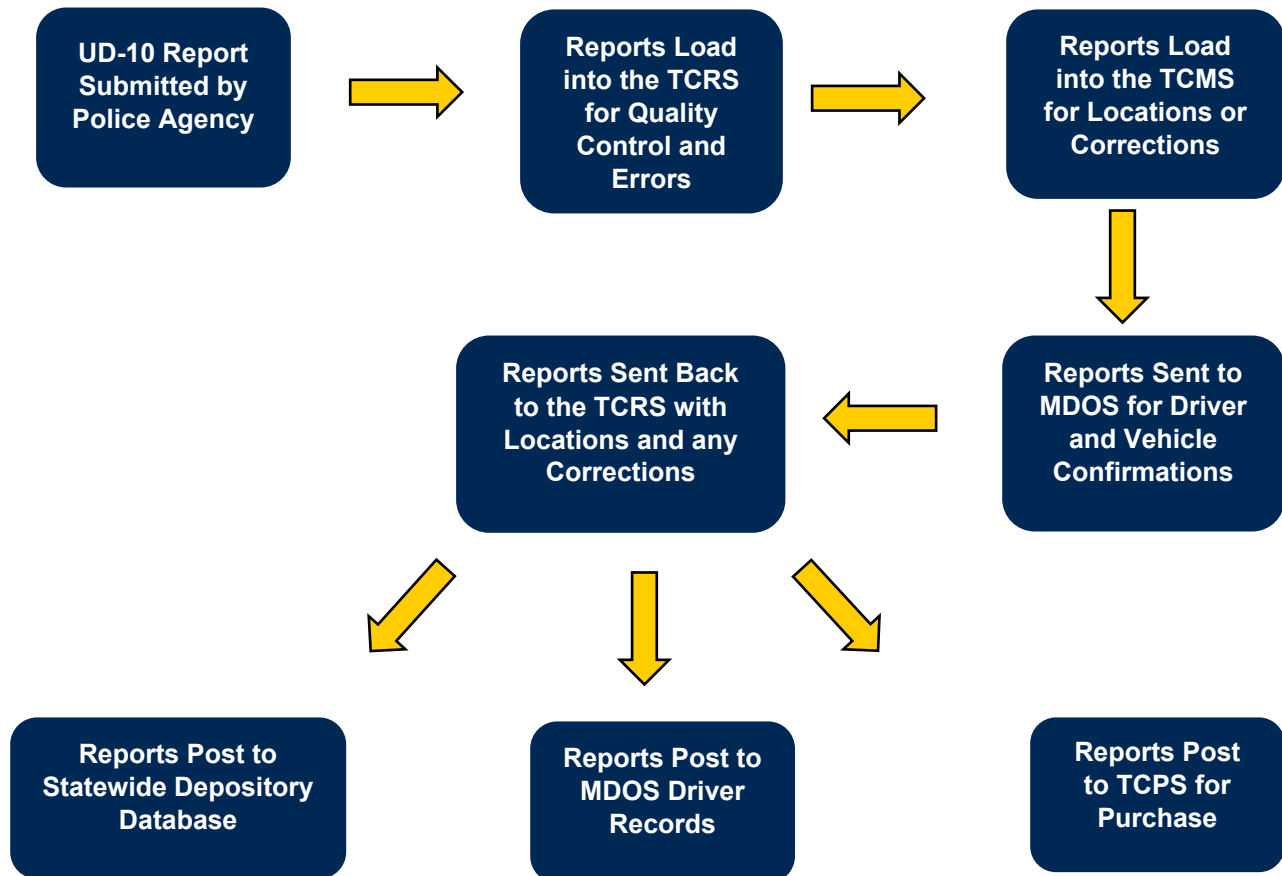 UD-10 Report
Submitted by
Police Agency
Reports Load
into the TCRS
for Quality
Control and
Errors
Reports Load
into the TCMS
for Locations or
Corrections
Reports Sent Back
to the TCRS with
Locations and any
Corrections
Reports Sent to
MDOS for Driver
and Vehicle
Confirmations
Reports Post to
Statewide Depository
Database
Reports Post to
MDOS Driver
Records
Reports Post
to TCPS for
Purchase